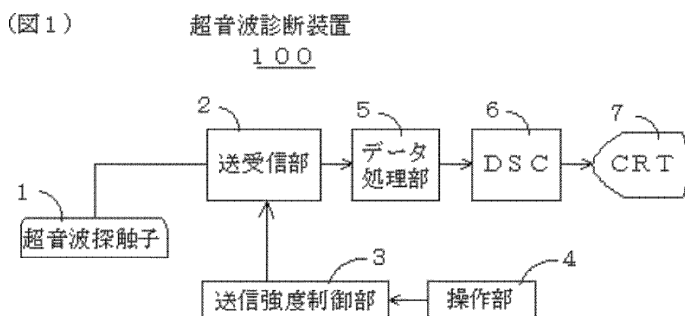 (図1)
超音波診断装置
100
2
送受信部
5
データ
処理部
6
DSC
7
CRT
1
超音波探触子
3
送信強度制御部
4
操作部